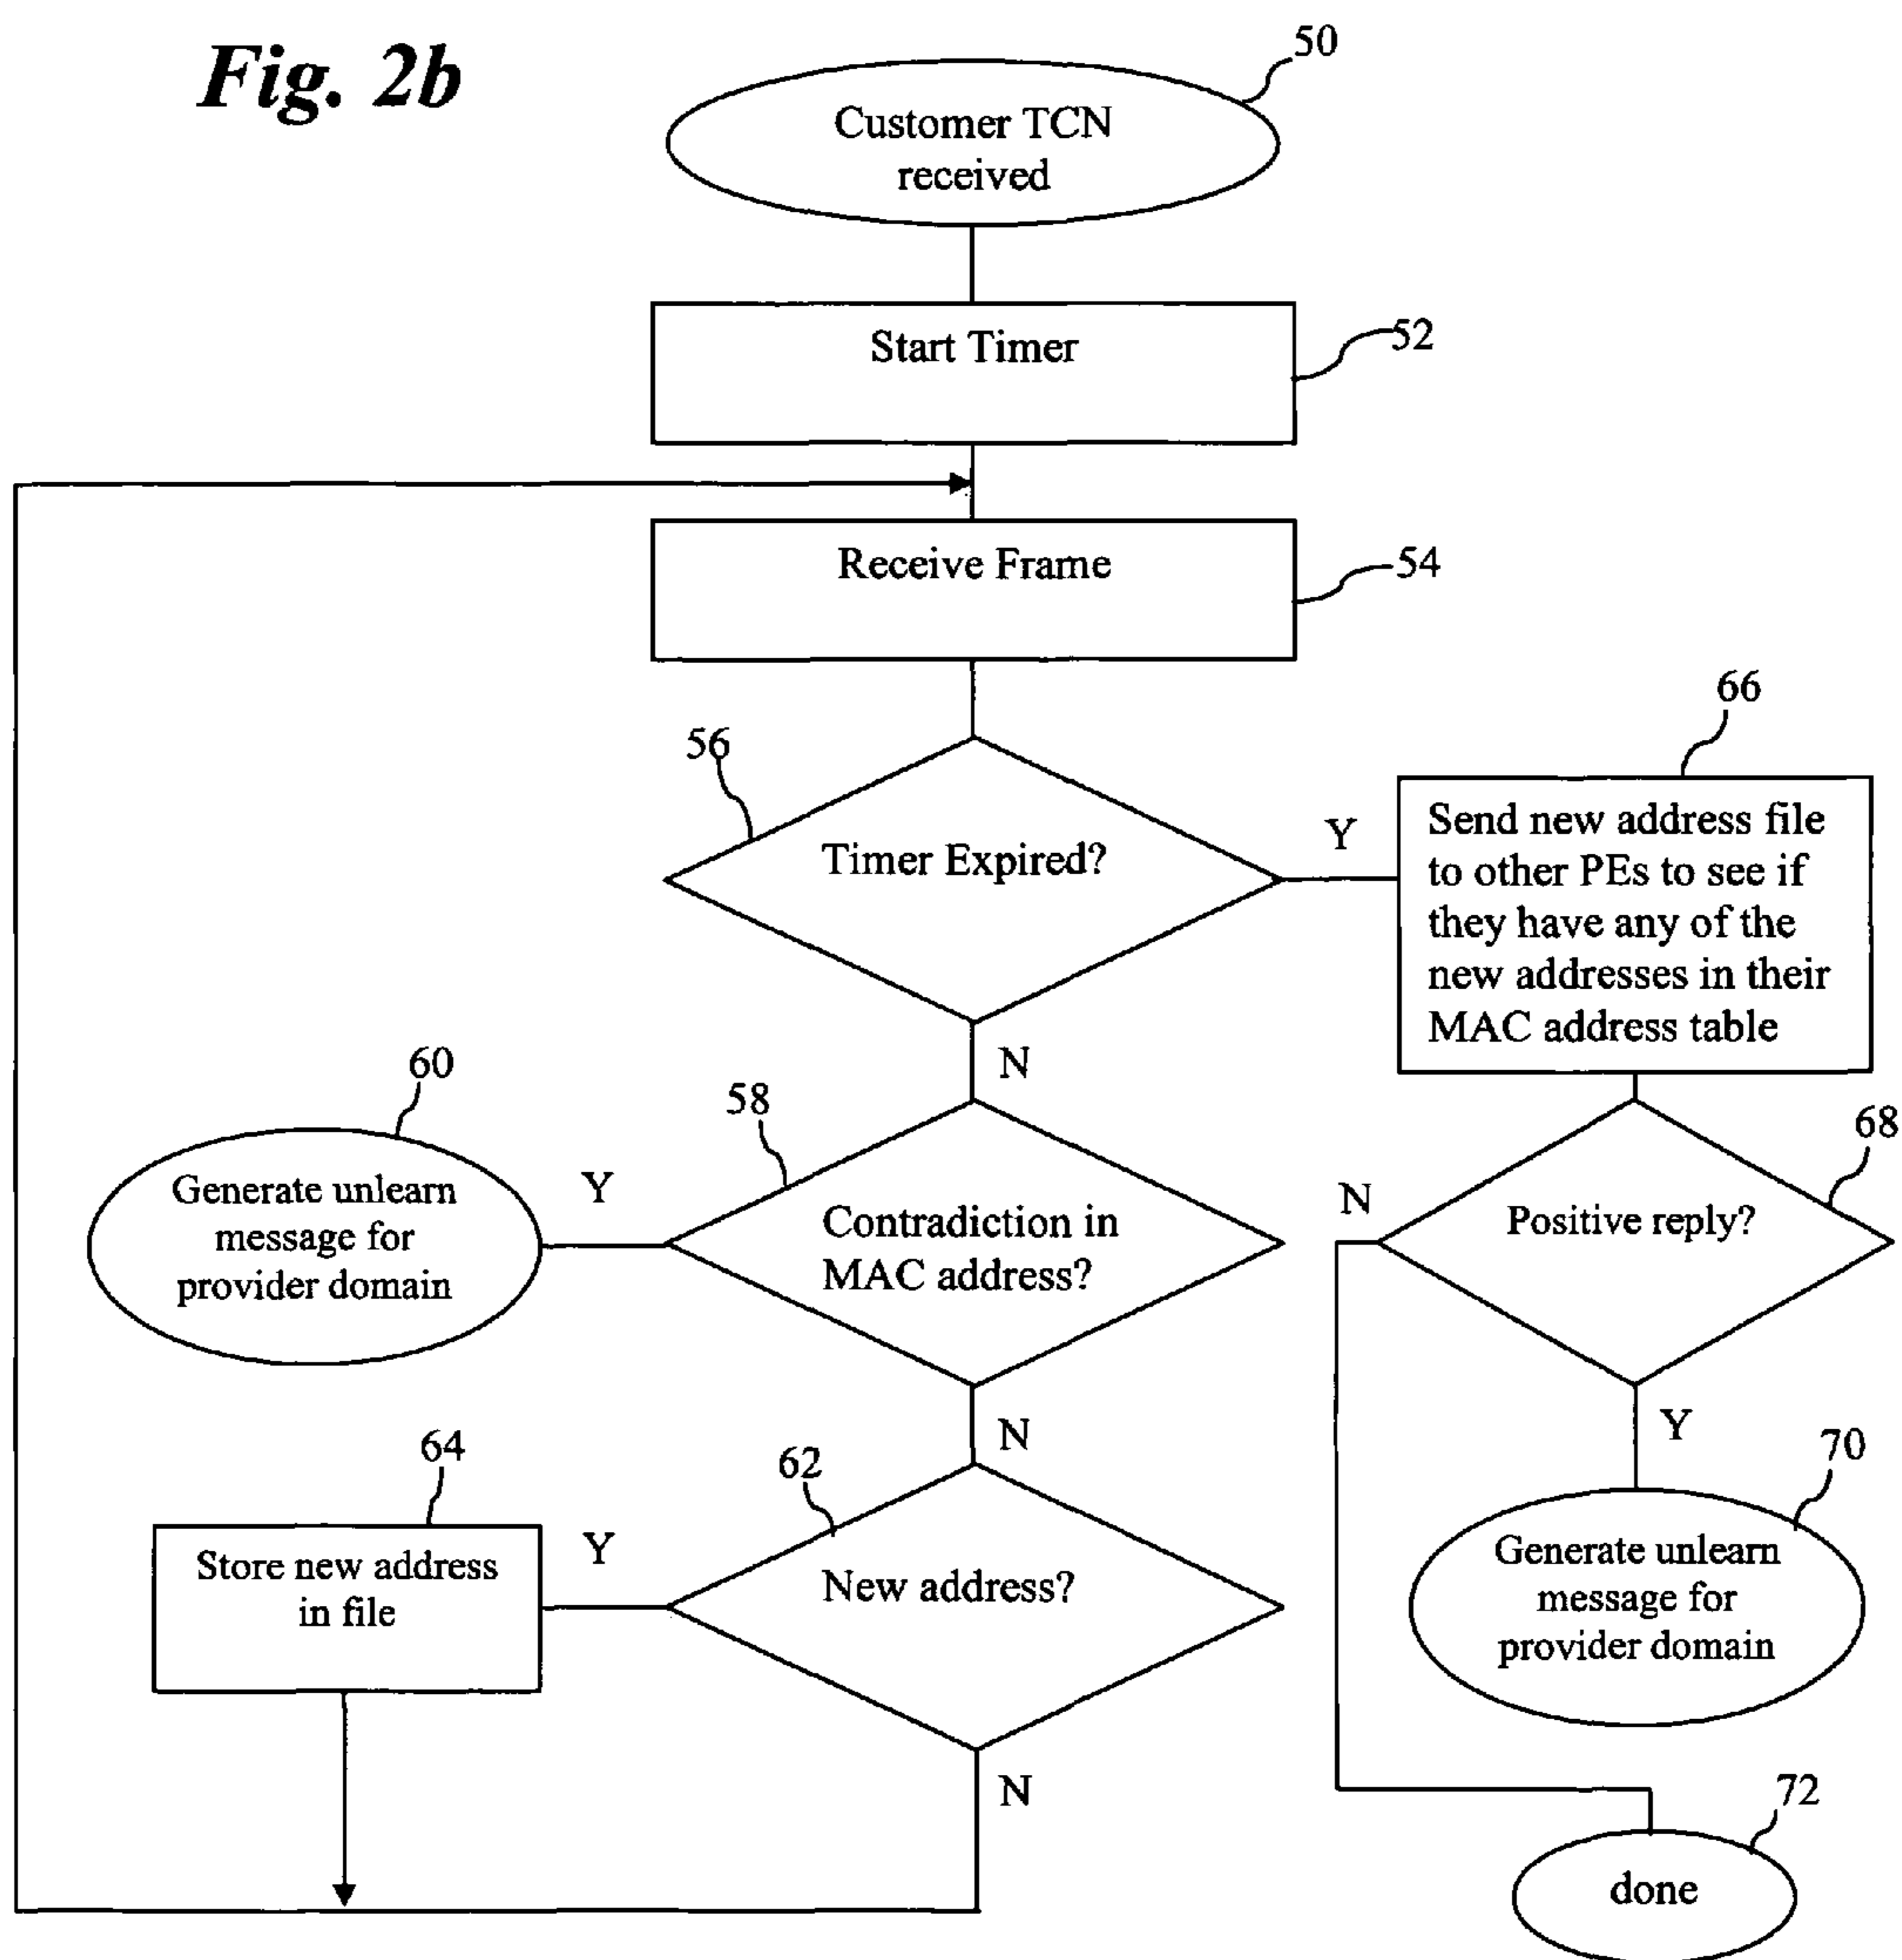 Fig. 2b
50
Customer TCN
received
Start Timer
52
Receive Frame
54
56
Timer Expired?
Y
N
66
Send new address file
to other PEs to see if
they have any of the
new addresses in their
MAC address table
60
Generate unlearn
message for
provider domain
Y
58
Contradiction in
MAC address?
N
68
Positive reply?
N
Y
64
Store new address
in file
Y
62
New address?
N
70
Generate unlearn
message for
provider domain
72
done